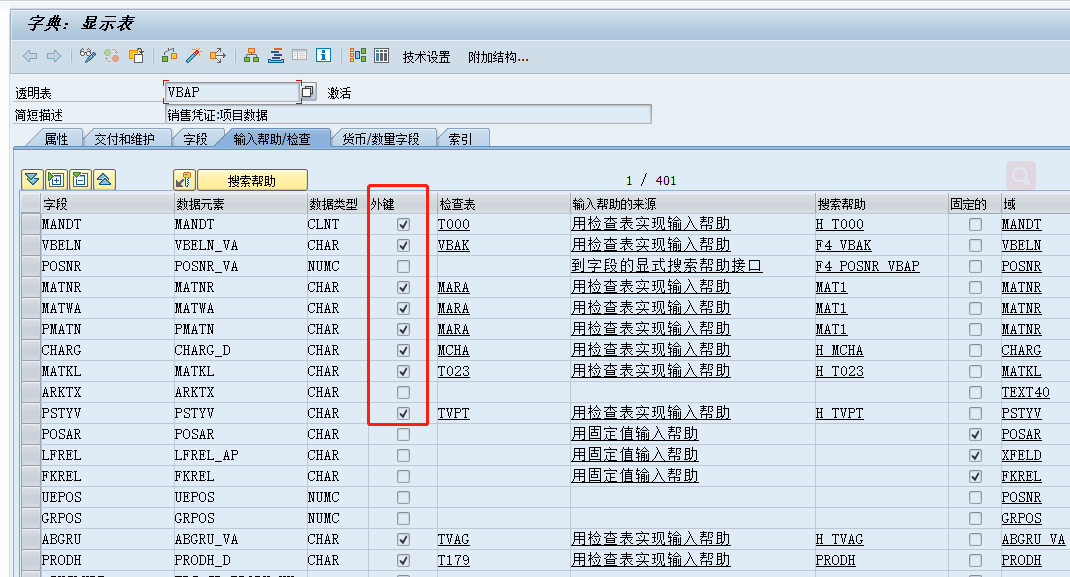 字典：显示表
技术设置 附加结构...
透明表 VBAP 激活
简短描述 销售凭证:项目数据
属性 交付和维护 字段 输入帮助/检查 货币/数量字段 索引
搜索帮助 1 / 401
字段 数据元素 数据类型 外键 检查表 输入帮助的来源 搜索帮助 固定的 域
MANDT MANDT CLNT T000 用检查表实现输入帮助 H_T000 MANDT
VBELN VBELN_VA CHAR VBAK 用检查表实现输入帮助 F4_VBAK VBELN
POSNR POSNR_VA NUMC 到字段的显式搜索帮助接口 F4_POSNR_VBAP POSNR
MATNR MATNR CHAR MARA 用检查表实现输入帮助 MAT1 MATNR
MATWA MATWA CHAR MARA 用检查表实现输入帮助 MAT1 MATNR
PMATN PMATN CHAR MARA 用检查表实现输入帮助 MAT1 MATNR
CHARG CHARG_D CHAR MCHA 用检查表实现输入帮助 H_MCHA CHARG
MATKL MATKL CHAR T023 用检查表实现输入帮助 H_T023 MATKL
ARKTX ARKTX CHAR TEXT40
PSTYV PSTYV CHAR TVPT 用检查表实现输入帮助 H_TVPT PSTYV
POSAR POSAR CHAR 用固定值输入帮助 POSAR
LFREL LFREL_AP CHAR 用固定值输入帮助 XFELD
FKREL FKREL CHAR 用固定值输入帮助 FKREL
UEPOS UEPOS NUMC POSNR
GRPOS GRPOS NUMC POSNR
ABGRU ABGRU_VA CHAR TVAG 用检查表实现输入帮助 H_TVAG ABGRU_VA
PRODH PRODH_D CHAR T179 用检查表实现输入帮助 PRODH PRODH